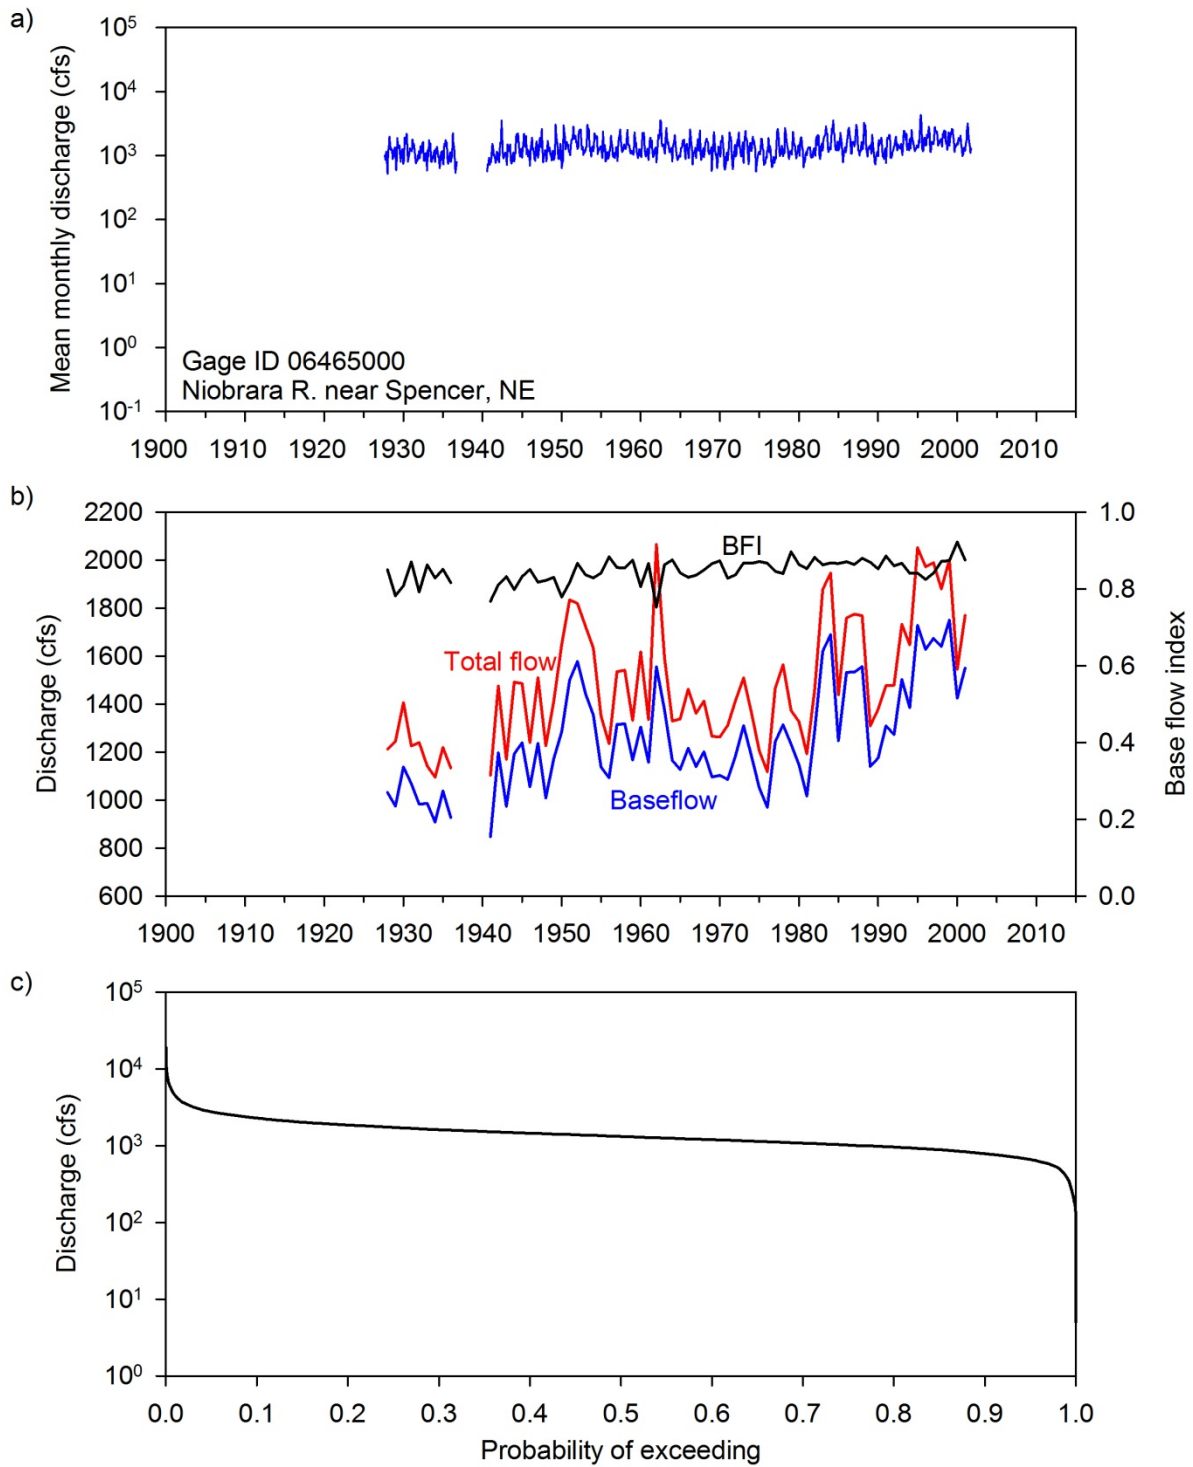 a)
Mean monthly discharge (cfs)
10⁵
10⁴
10³
10²
10¹
10⁰
10⁻¹
Gage ID 06465000
Niobrara R. near Spencer, NE
1900 1910 1920 1930 1940 1950 1960 1970 1980 1990 2000 2010
b)
Discharge (cfs)
2200
2000
1800
1600
1400
1200
1000
800
600
BFI
Total flow
Baseflow
1.0
0.8
0.6
0.4
0.2
0.0
Base flow index
1900 1910 1920 1930 1940 1950 1960 1970 1980 1990 2000 2010
c)
Discharge (cfs)
10⁵
10⁴
10³
10²
10¹
10⁰
0.0 0.1 0.2 0.3 0.4 0.5 0.6 0.7 0.8 0.9 1.0
Probability of exceeding